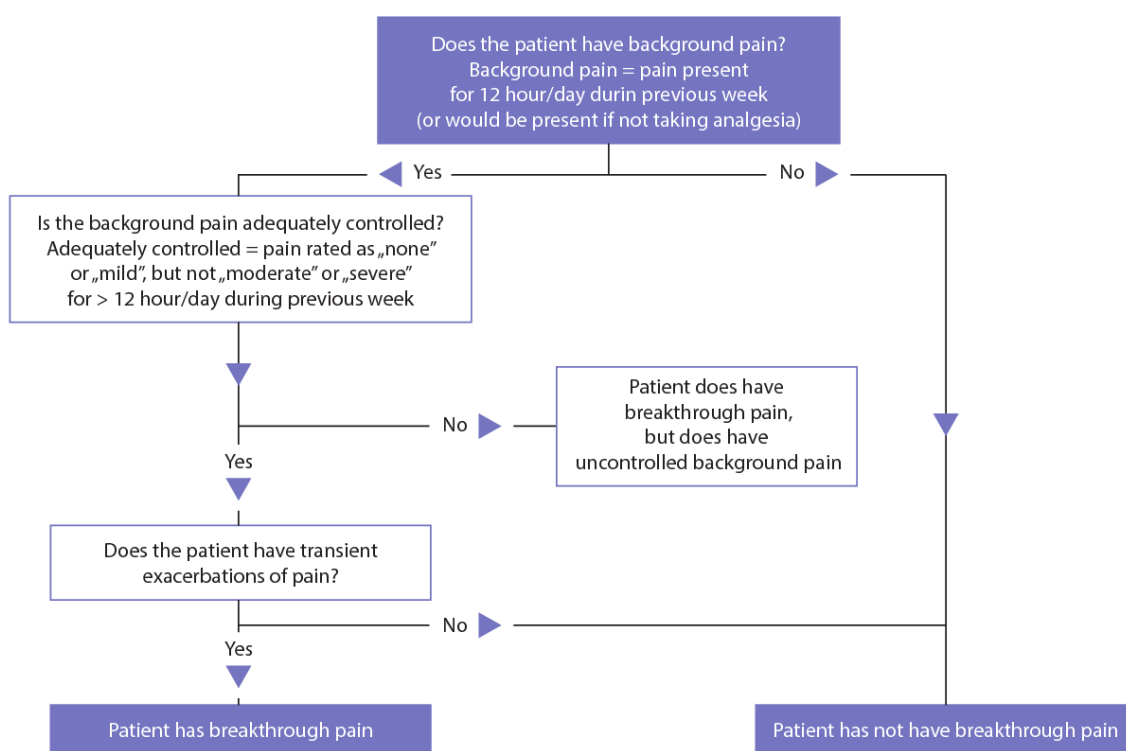 Does the patient have background pain?
Background pain = pain present
for 12 hour/day durin previous week
(or would be present if not taking analgesia)
Yes
No
Is the background pain adequately controlled?
Adequately controlled = pain rated as „none”
or „mild”, but not „moderate” or „severe”
for > 12 hour/day during previous week
No
Patient does have
breakthrough pain,
but does have
uncontrolled background pain
Yes
Does the patient have transient
exacerbations of pain?
No
Yes
Patient has breakthrough pain
Patient has not have breakthrough pain